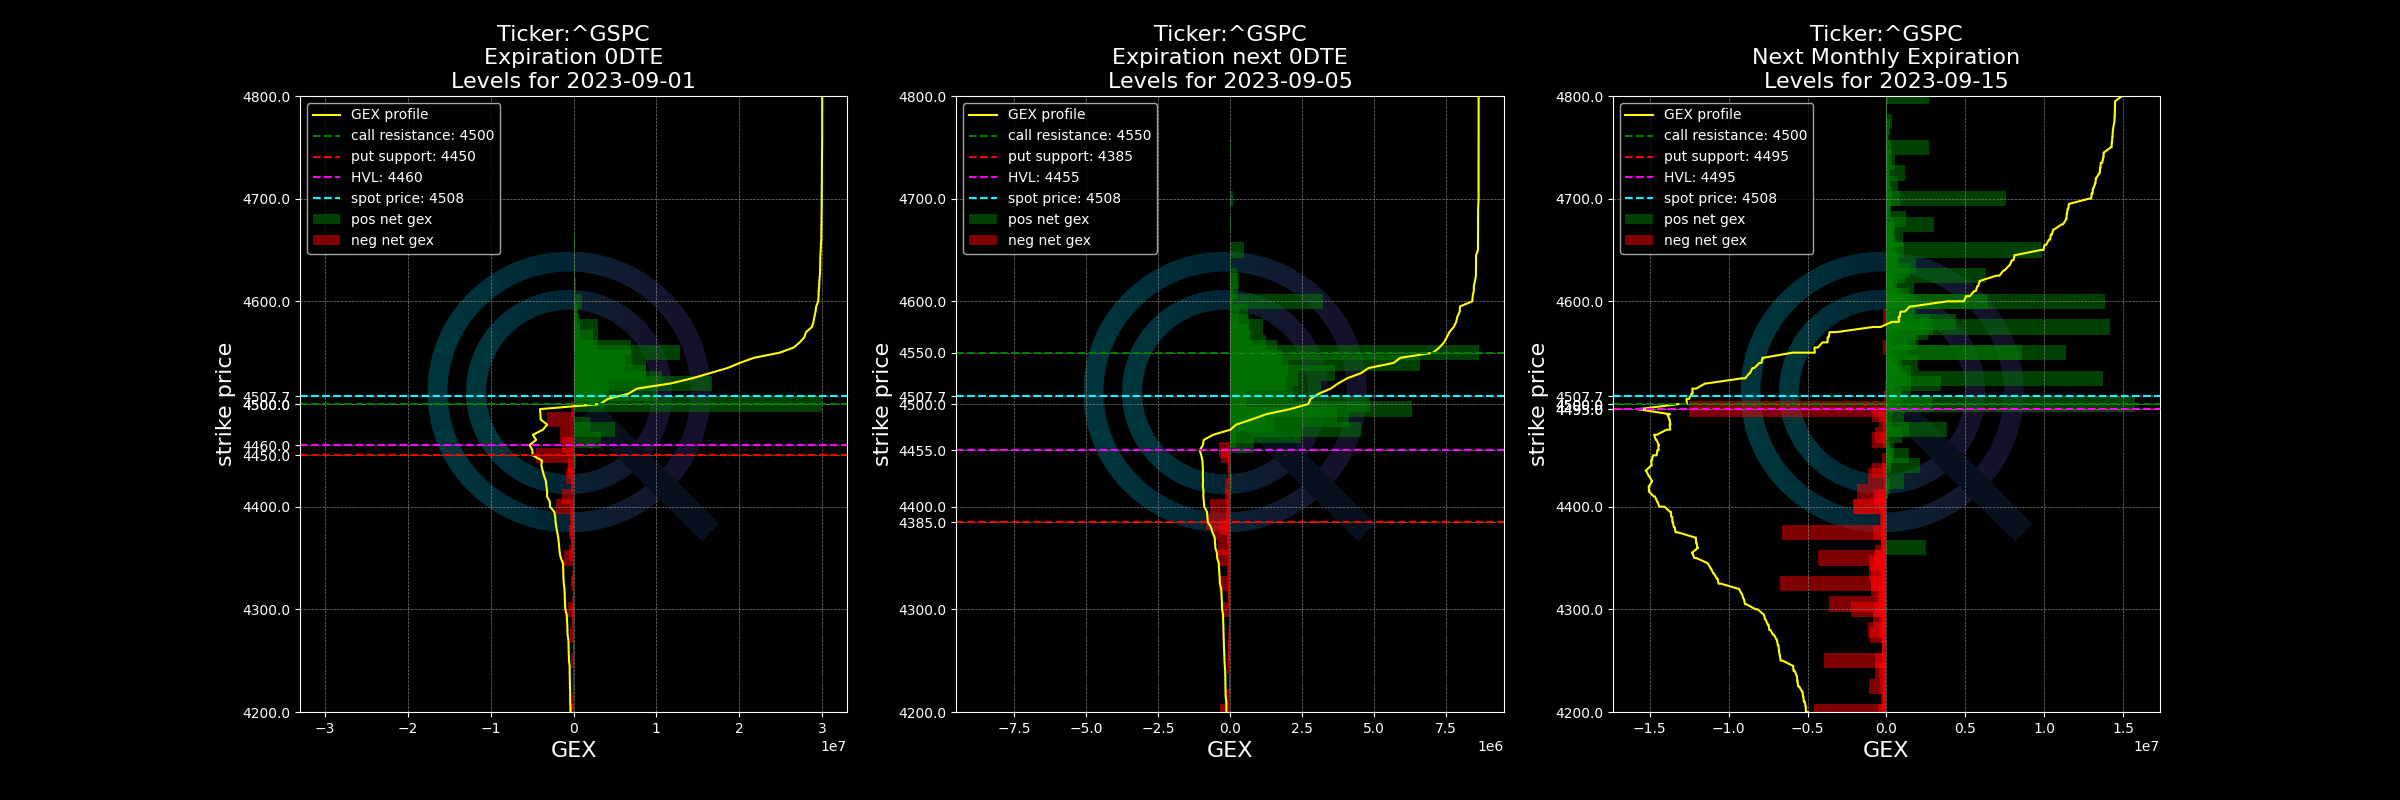 Ticker:^GSPC
Expiration 0DTE
Levels for 2023-09-01
GEX profile
call resistance: 4500
put support: 4450
HVL: 4460
spot price: 4508
pos net gex
neg net gex
4800.0
4700.0
4600.0
4507.7
4500.0
4460.0
4450.0
4400.0
4300.0
4200.0
strike price
−3
−2
−1
0
1
2
3
1e7
GEX
Ticker:^GSPC
Expiration next 0DTE
Levels for 2023-09-05
GEX profile
call resistance: 4550
put support: 4385
HVL: 4455
spot price: 4508
pos net gex
neg net gex
4800.0
4700.0
4600.0
4550.0
4507.7
4500.0
4455.0
4400.0
4385.0
4300.0
4200.0
strike price
−7.5
−5.0
−2.5
0.0
2.5
5.0
7.5
1e6
GEX
Ticker:^GSPC
Next Monthly Expiration
Levels for 2023-09-15
GEX profile
call resistance: 4500
put support: 4495
HVL: 4495
spot price: 4508
pos net gex
neg net gex
4800.0
4700.0
4600.0
4507.7
4500.0
4495.0
4400.0
4300.0
4200.0
strike price
−1.5
−1.0
−0.5
0.0
0.5
1.0
1.5
1e7
GEX